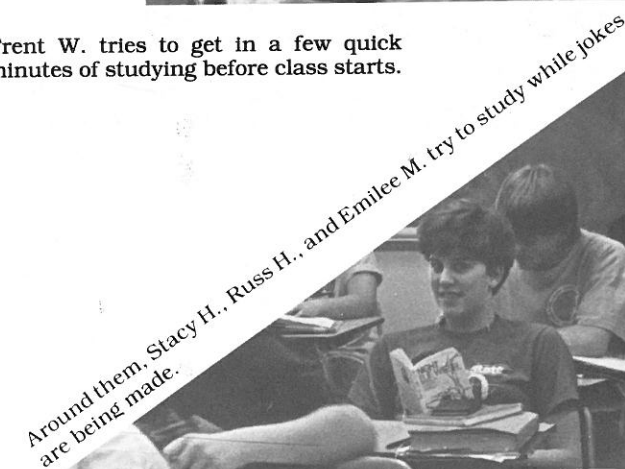 Trent W. tries to get in a few quick
minutes of studying before class starts.
Around them, Stacy H., Russ H., and Emilee M. try to study while jokes
are being made.
state